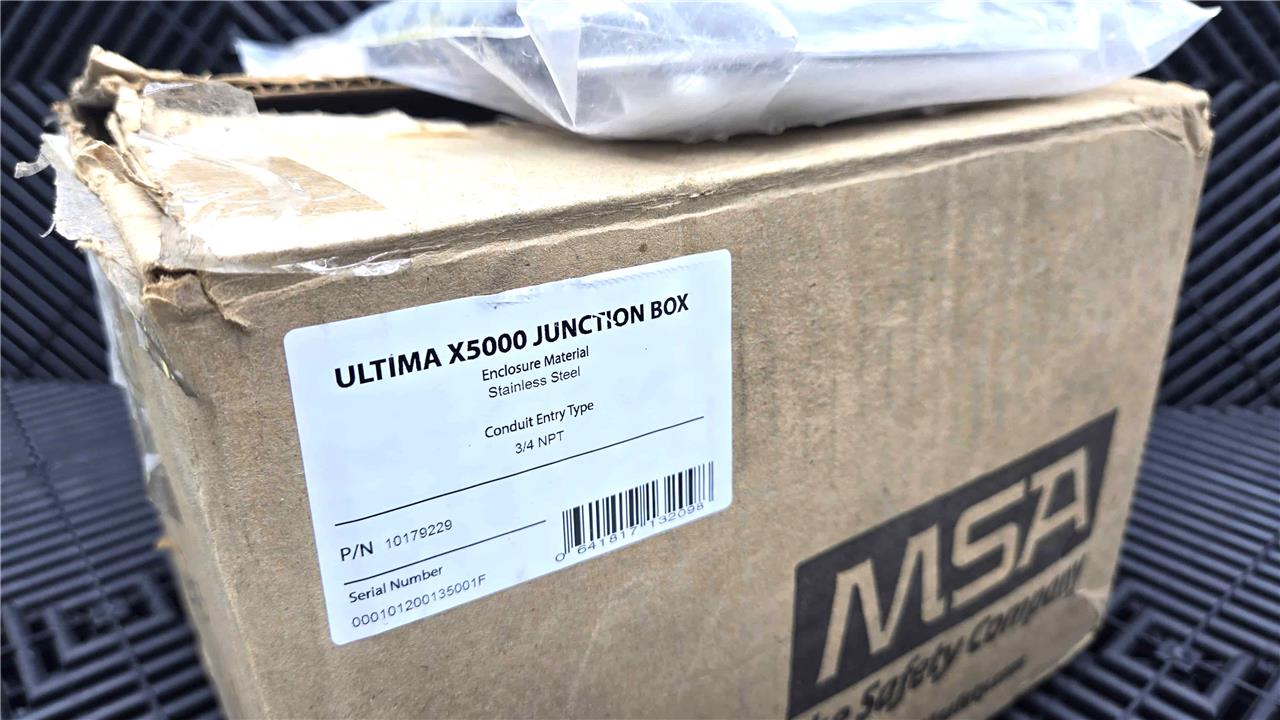 ULTIMA X5000 JUNCTION BOX
Enclosure Material
Stainless Steel
Conduit Entry Type
3/4 NPT
P/N 10179229
0 641817 132098
Serial Number
000101200135001F
MSA
Safety Company